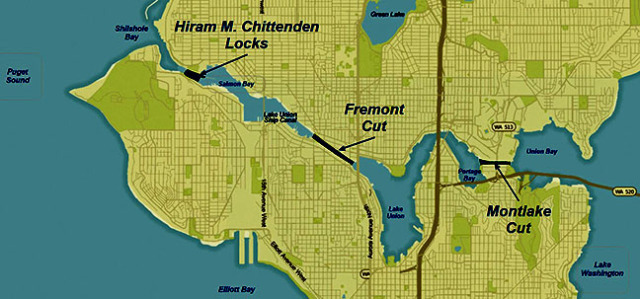 Shilshole
Bay
Hiram M. Chittenden
Locks
Green Lake
Poget
Sound
Salmon Bay
Lake Union
Ship Canal
Fremont
Cut
WA 513
Union Bay
Portage
Bay
WA 520
Montlake
Cut
15th Avenue West
Aurora Avenue North
Lake
Union
Elliott Avenue West
Elliott Bay
Lake
Washington